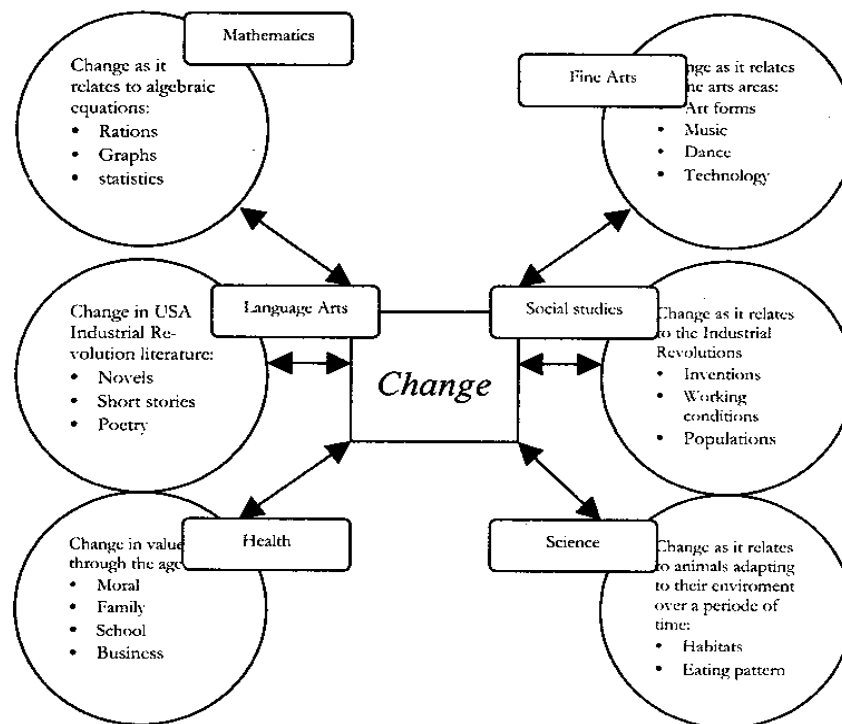 Mathematics
Change as it
relates to algebraic
equations:
• Rations
• Graphs
• statistics
Fine Arts
nge as it relates
ne arts areas:
• Art forms
• Music
• Dance
• Technology
Language Arts
Change in USA
Industrial Re-
volution literature:
• Novels
• Short stories
• Poetry
Social studies
Change as it relates
to the Industrial
Revolutions
• Inventions
• Working
conditions
• Populations
Change
Health
Change in value
through the age
• Moral
• Family
• School
• Business
Science
Change as it relates
to animals adapting
to their enviroment
over a periode of
time:
• Habitats
• Eating pattern